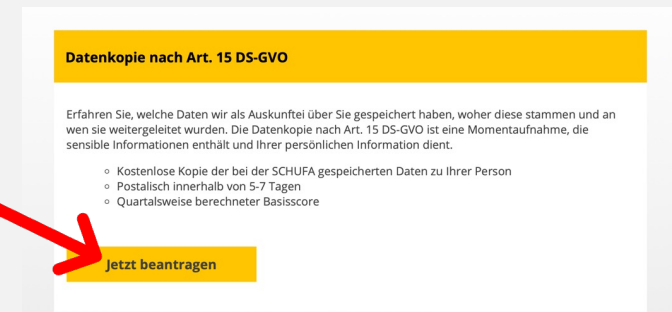 Datenkopie nach Art. 15 DS-GVO
Erfahren Sie, welche Daten wir als Auskunftei über Sie gespeichert haben, woher diese stammen und an
wen sie weitergeleitet wurden. Die Datenkopie nach Art. 15 DS-GVO ist eine Momentaufnahme, die
sensible Informationen enthält und Ihrer persönlichen Information dient.
◦ Kostenlose Kopie der bei der SCHUFA gespeicherten Daten zu Ihrer Person
◦ Postalisch innerhalb von 5-7 Tagen
◦ Quartalsweise berechneter Basisscore
Jetzt beantragen